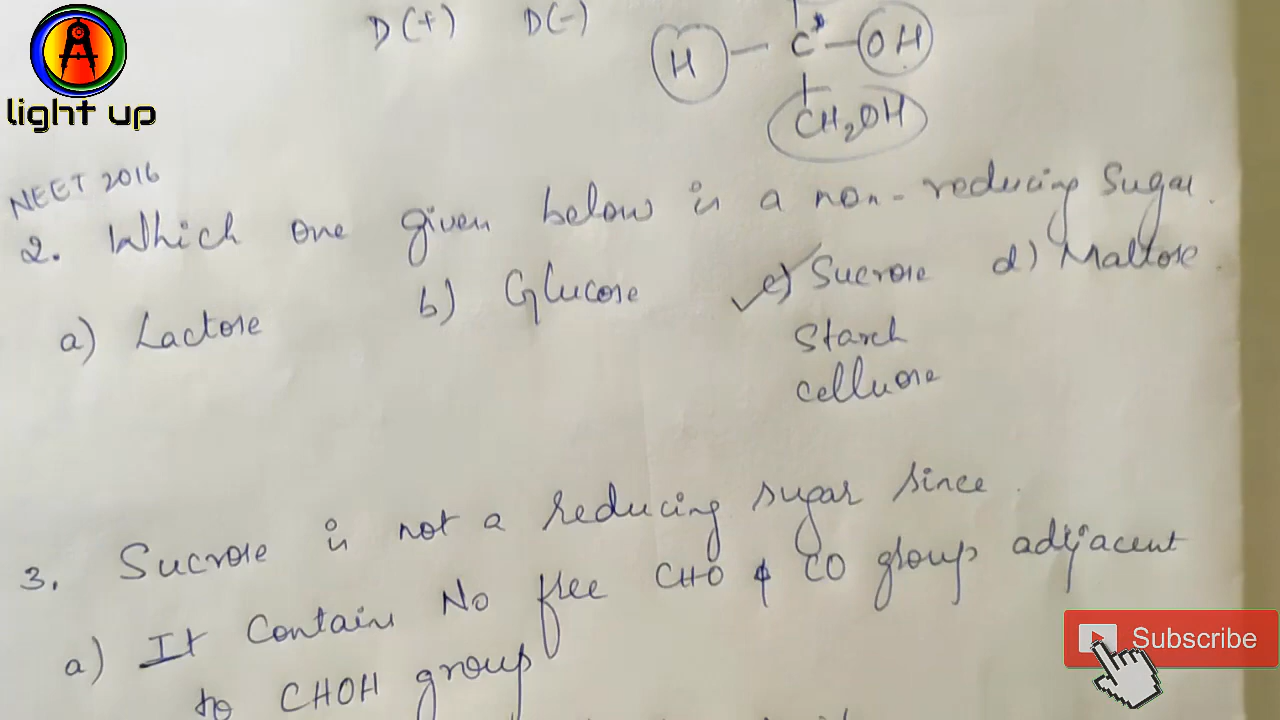 light up
D(+) D(-)
H — C* — OH
CH₂OH
NEET 2016
2. Which one given below is a non-reducing sugar.
a) Lactose b) Glucose c) Sucrose d) Maltose.
Starch
celluose
3. Sucrose is not a reducing sugar since.
a) It Contains No free CHO & CO group adjacent
to CHOH group
Subscribe